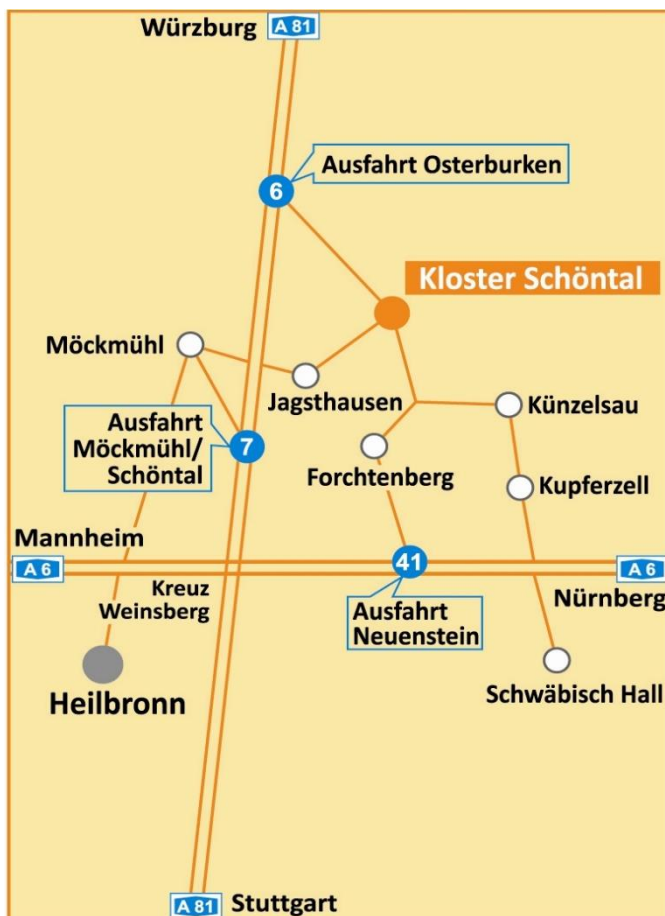 Würzburg
A 81
6
Ausfahrt Osterburken
Kloster Schöntal
Möckmühl
Jagsthausen
Künzelsau
Ausfahrt
Möckmühl/
Schöntal
7
Forchtenberg
Kupferzell
Mannheim
A 6
41
A 6
Kreuz
Weinsberg
Ausfahrt
Neuenstein
Nürnberg
Heilbronn
Schwäbisch Hall
A 81
Stuttgart